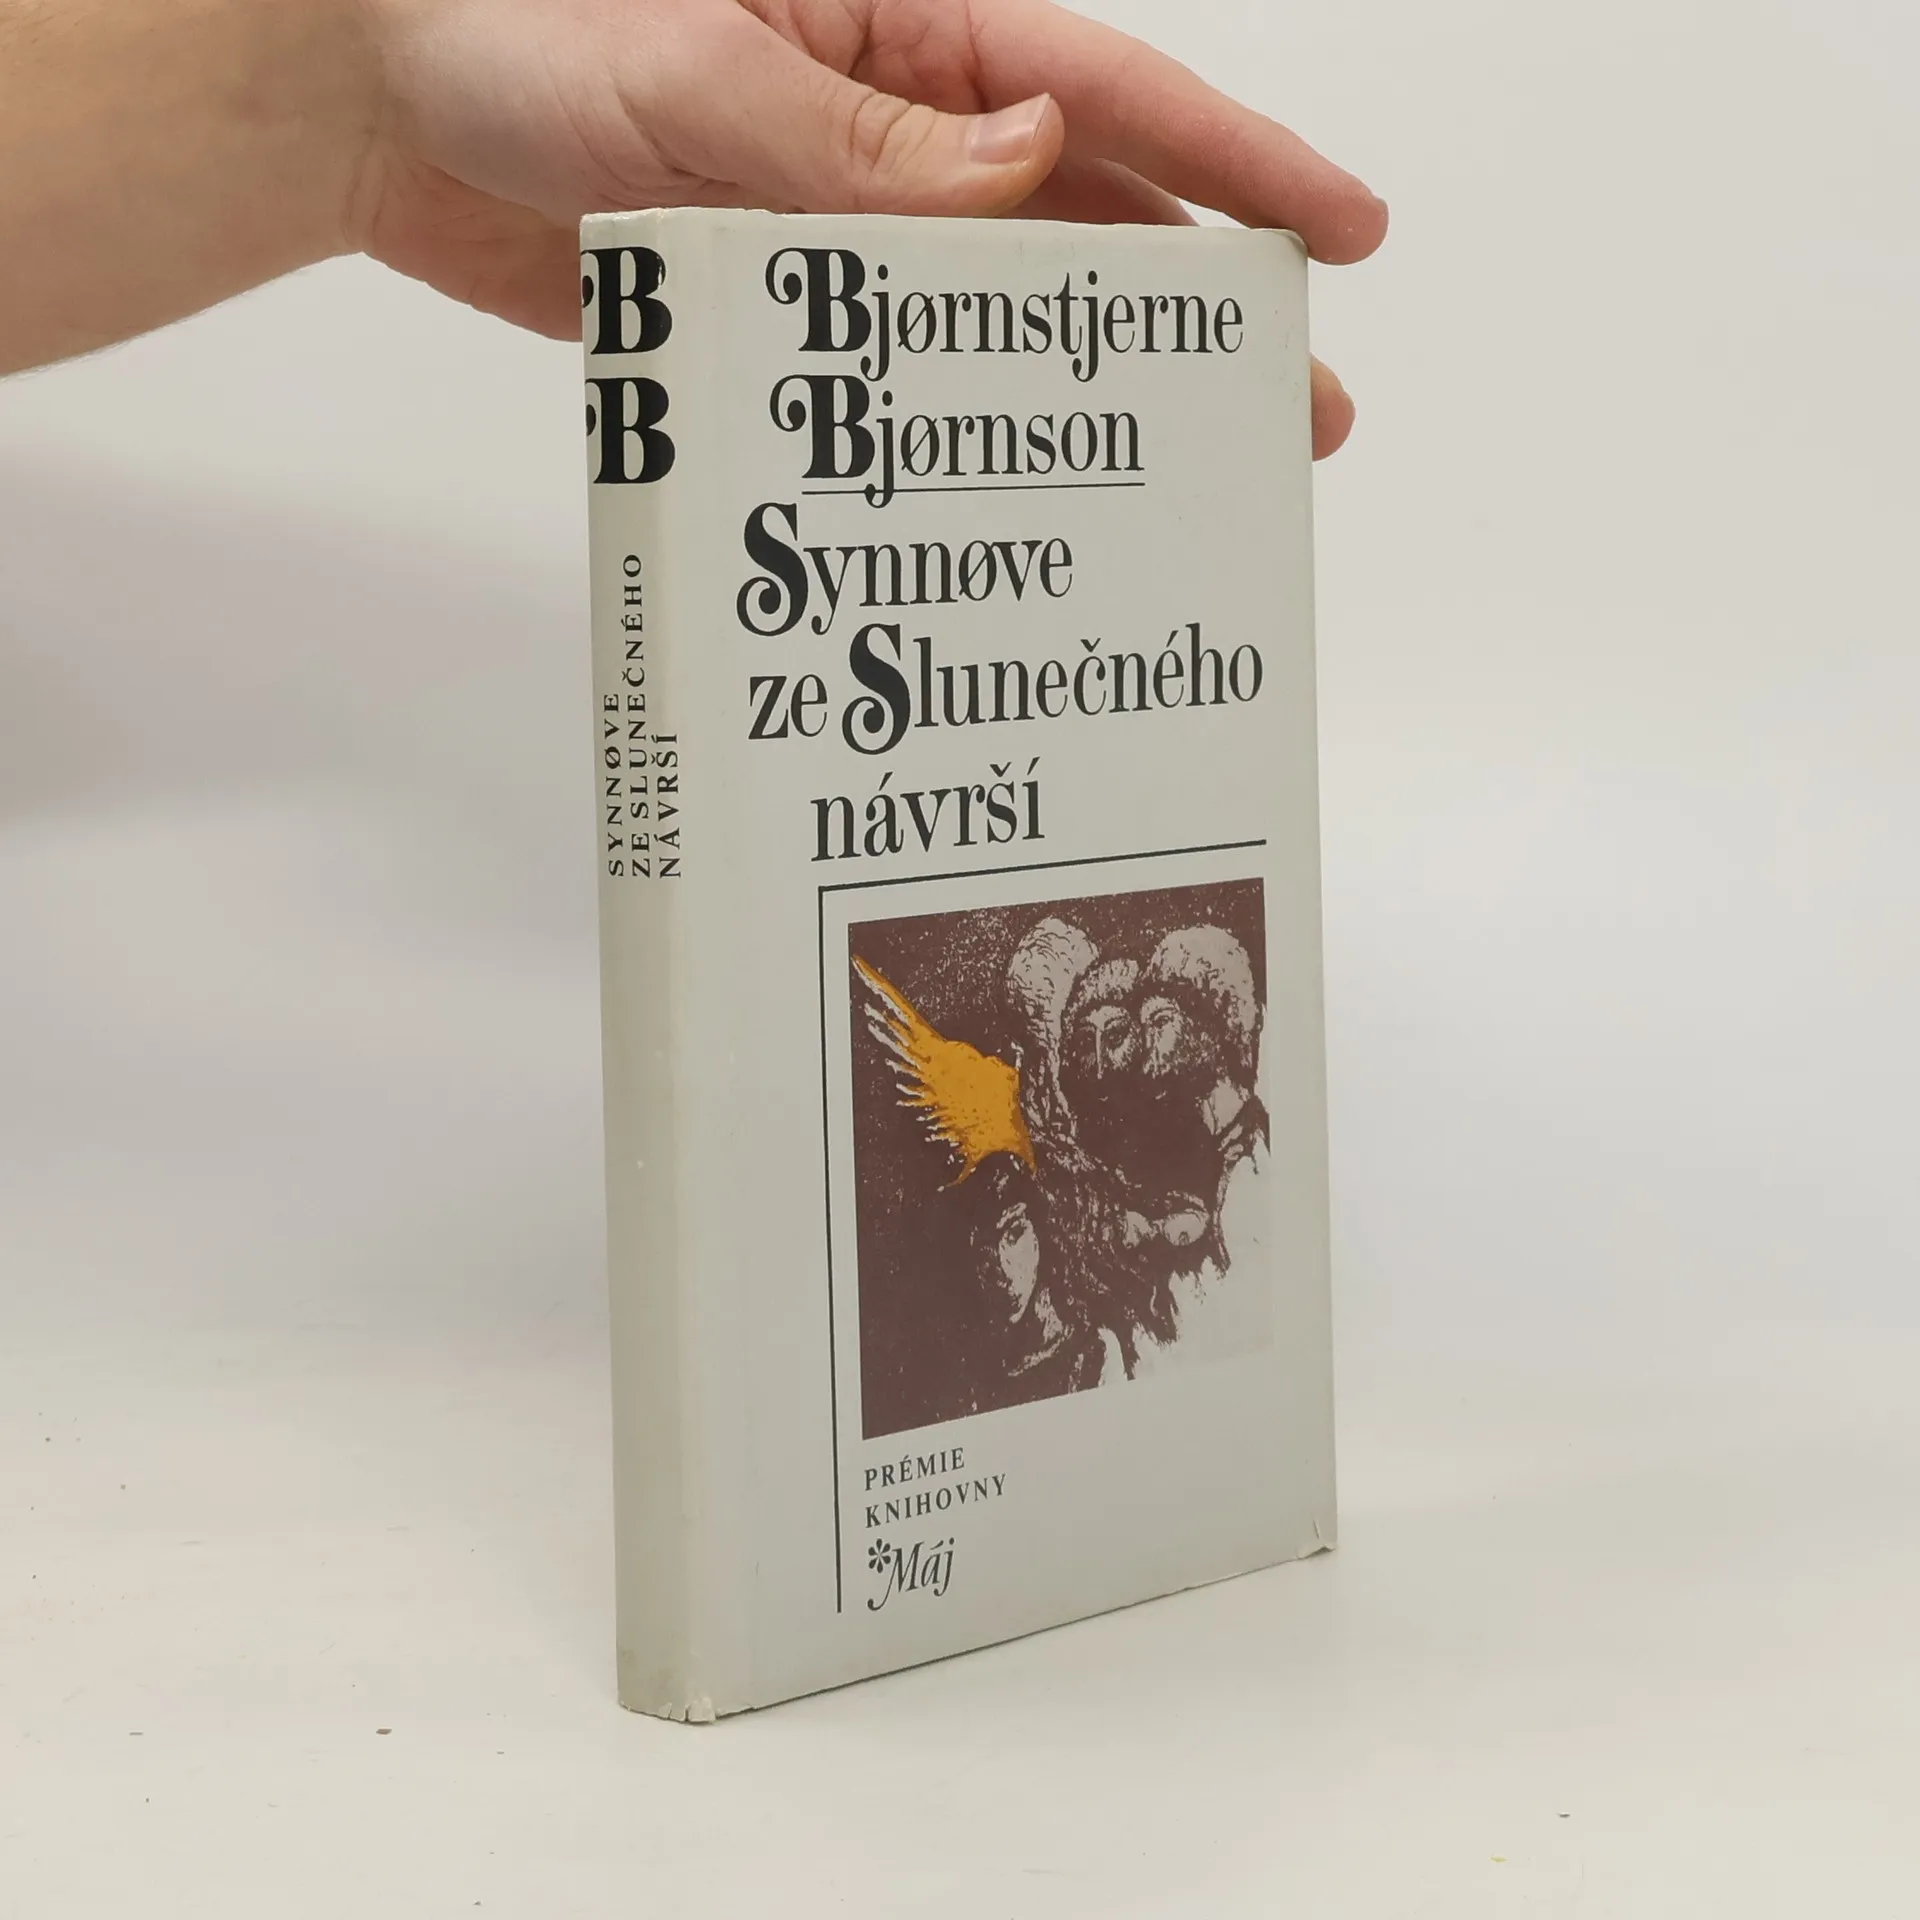 B
B
SYNNØVE
ZE SLUNEČNÉHO
NÁVRŠÍ
Bjørnstjerne
Bjørnson
Synnøve
ze Slunečného
návrší
PRÉMIE
KNIHOVNY
*Máj